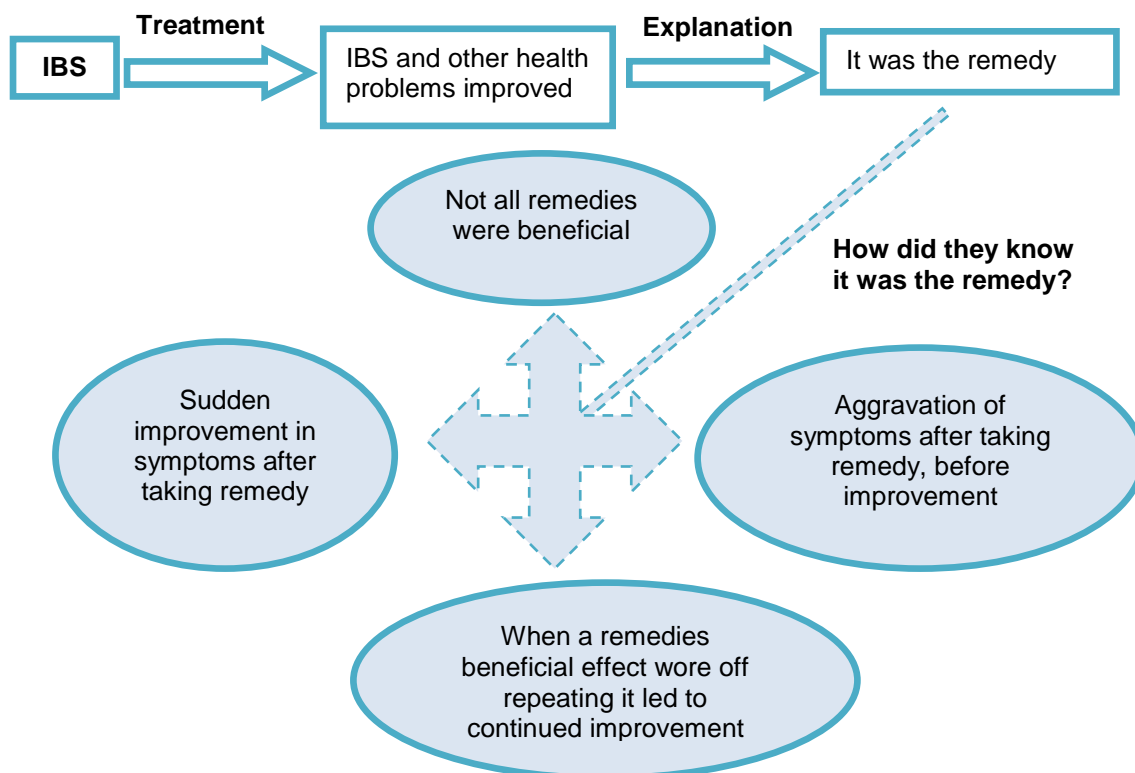 Treatment
Explanation
IBS
IBS and other health
problems improved
It was the remedy
Not all remedies
were beneficial
How did they know
it was the remedy?
Sudden
improvement in
symptoms after
taking remedy
Aggravation of
symptoms after taking
remedy, before
improvement
When a remedies
beneficial effect wore off
repeating it led to
continued improvement